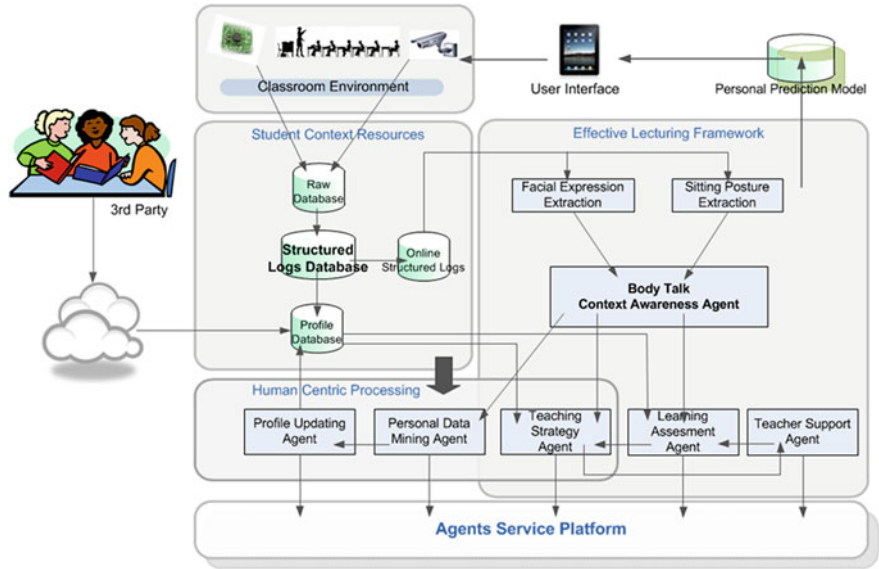 Classroom Environment
User Interface
Personal Prediction Model
Student Context Resources
Effective Lecturing Framework
3rd Party
Raw
Database
Facial Expression
Extraction
Sitting Posture
Extraction
Structured
Logs Database
Online
Structured Logs
Body Talk
Context Awareness Agent
Profile
Database
Human Centric Processing
Profile Updating
Agent
Personal Data
Mining Agent
Teaching
Strategy
Agent
Learning
Assesment
Agent
Teacher Support
Agent
Agents Service Platform